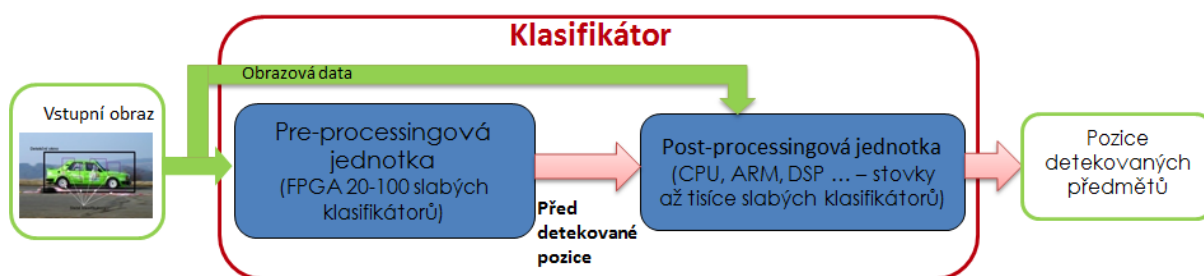 Klasifikátor
Obrazová data
Vstupní obraz
Pre-processingová
jednotka
(FPGA 20-100 slabých
klasifikátorů)
Před
detekované
pozice
Post-processingová jednotka
(CPU, ARM, DSP ... – stovky
až tisíce slabých klasifikátorů)
Pozice
detekovaných
předmětů